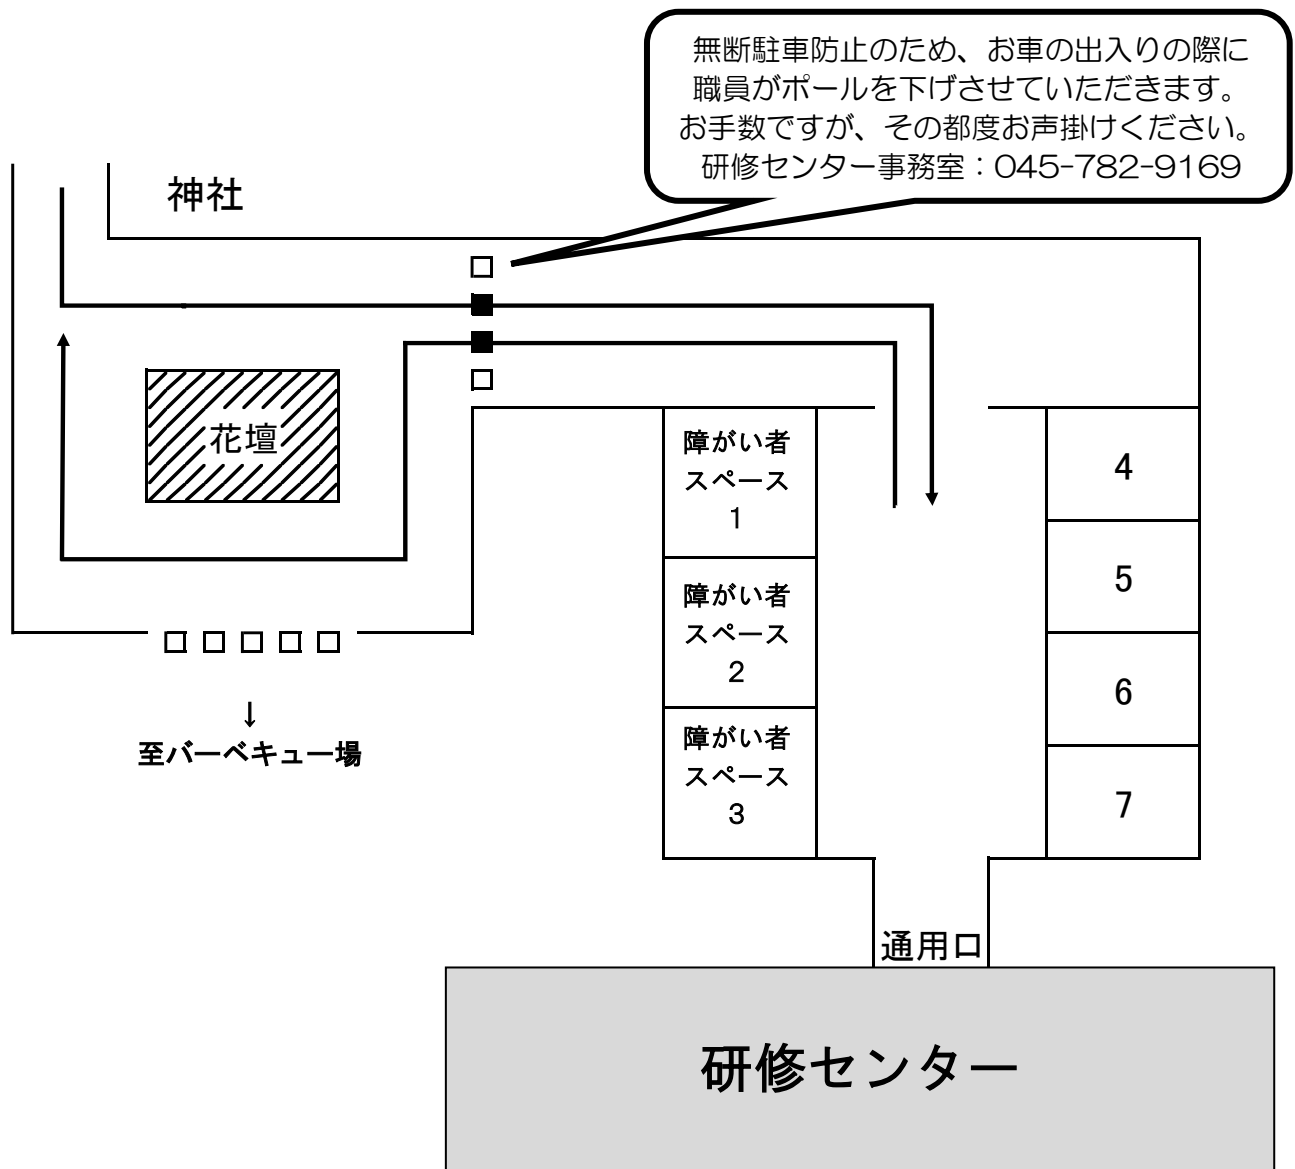 無断駐車防止のため、お車の出入りの際に
職員がポールを下げさせていただきます。
お手数ですが、その都度お声掛けください。
研修センター事務室：045-782-9169
神社
花壇
障がい者
スペース
1
障がい者
スペース
2
障がい者
スペース
3
4
5
6
7
↓
至バーベキュー場
通用口
研修センター